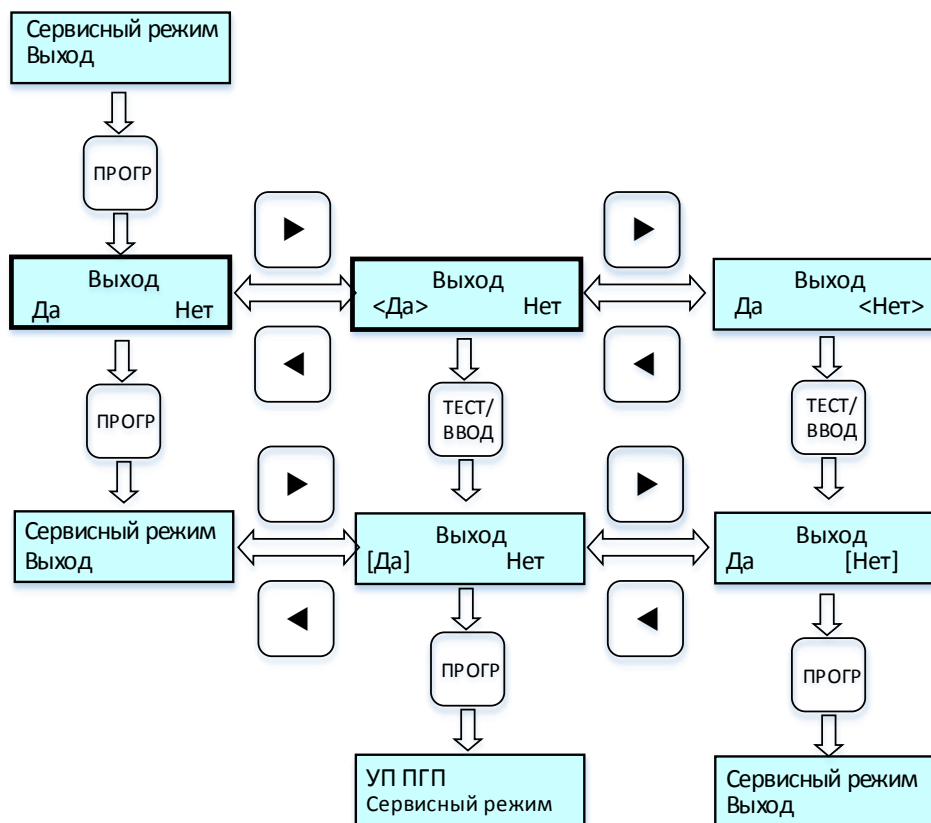 Сервисный режим
Выход
ПРОГР
Выход
Да Нет
Выход
<Да> Нет
Выход
Да <Нет>
ПРОГР
ТЕСТ/
ВВОД
ТЕСТ/
ВВОД
Сервисный режим
Выход
Выход
[Да] Нет
Выход
Да [Нет]
ПРОГР
ПРОГР
УП ПГП
Сервисный режим
Сервисный режим
Выход